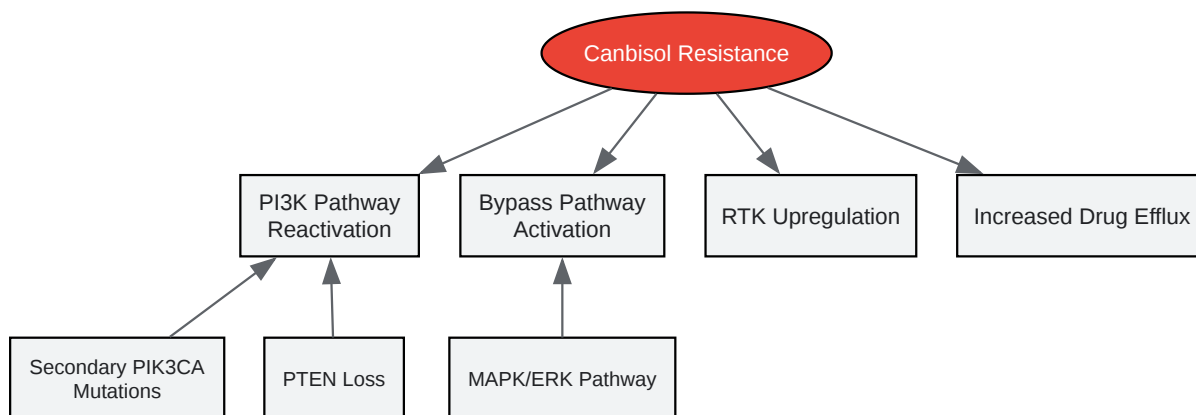 Canbisol Resistance
PI3K Pathway
Reactivation
Bypass Pathway
Activation
RTK Upregulation
Increased Drug Efflux
Secondary PIK3CA
Mutations
PTEN Loss
MAPK/ERK Pathway